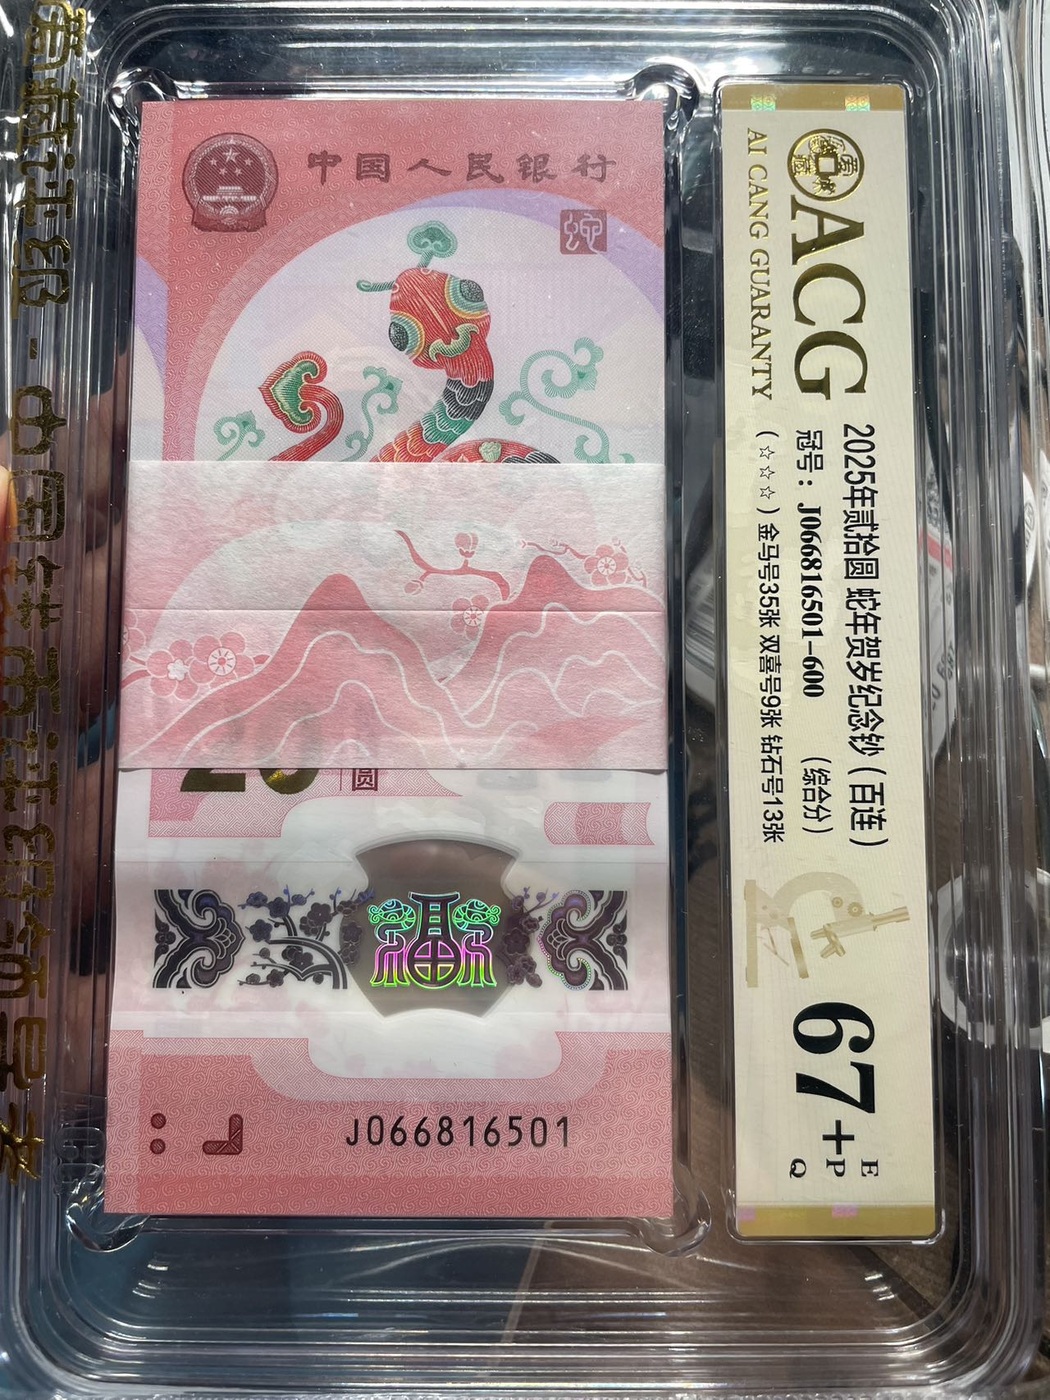 中国人民银行
20
圆
J066816501
ACG
AI CANG GUARANTY
2025年贰拾圆 蛇年贺岁纪念钞（百连）
冠号：J066816501-600 （综合分）
（☆☆☆）金马号35张 双喜号9张 钻石号13张
67+
E
P
Q